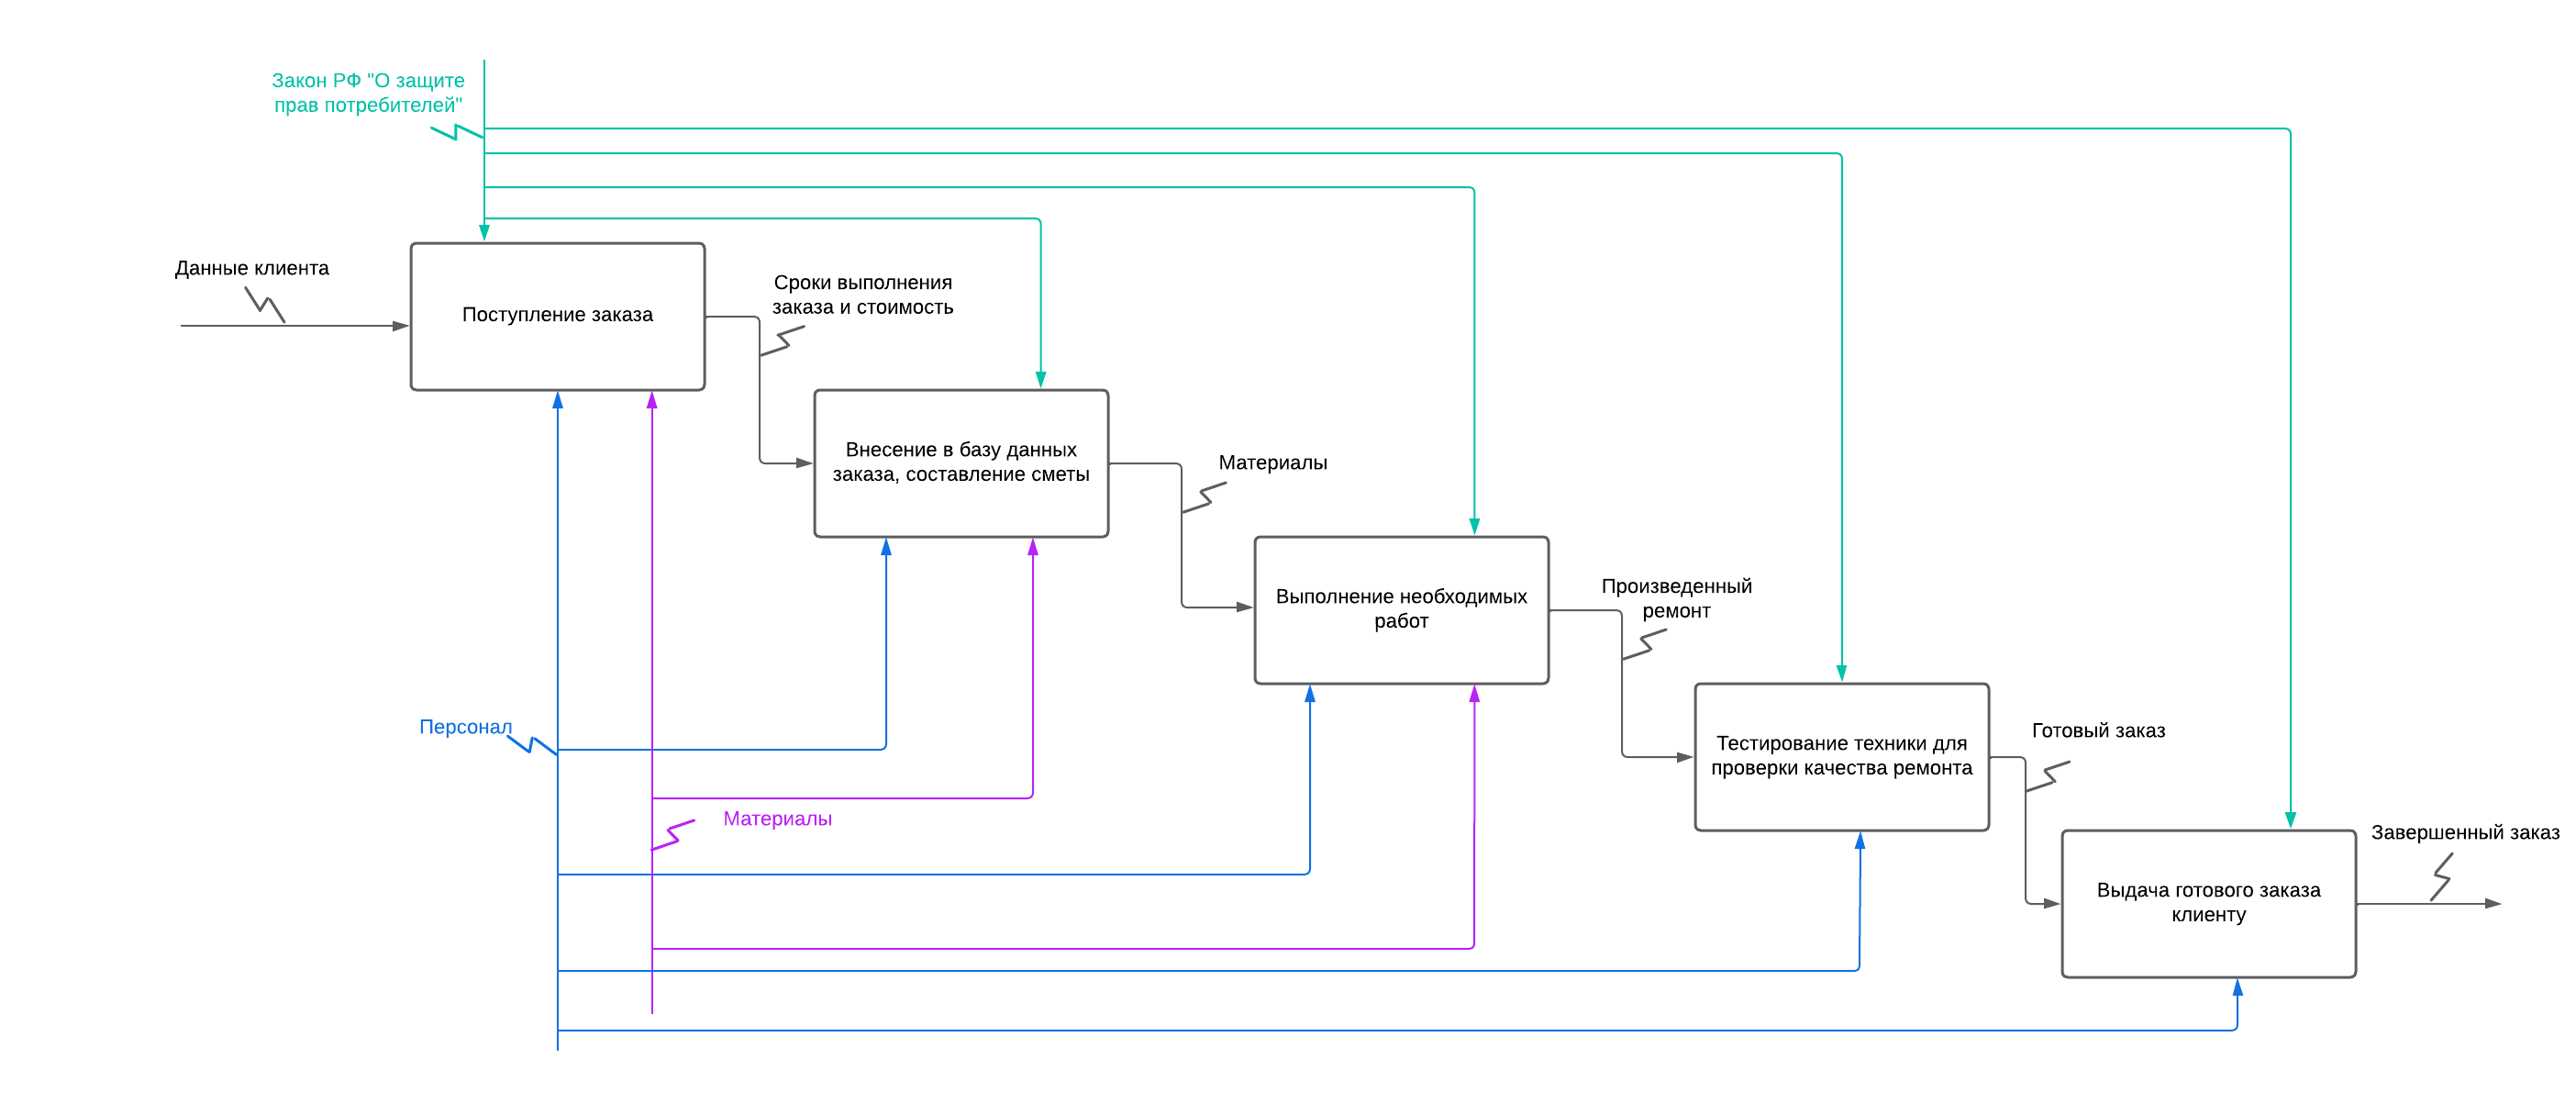 Закон РФ "О защите
прав потребителей"
Данные клиента
Поступление заказа
Сроки выполнения
заказа и стоимость
Внесение в базу данных
заказа, составление сметы
Материалы
Выполнение необходимых
работ
Произведенный
ремонт
Персонал
Тестирование техники для
проверки качества ремонта
Готовый заказ
Материалы
Завершенный заказ
Выдача готового заказа
клиенту